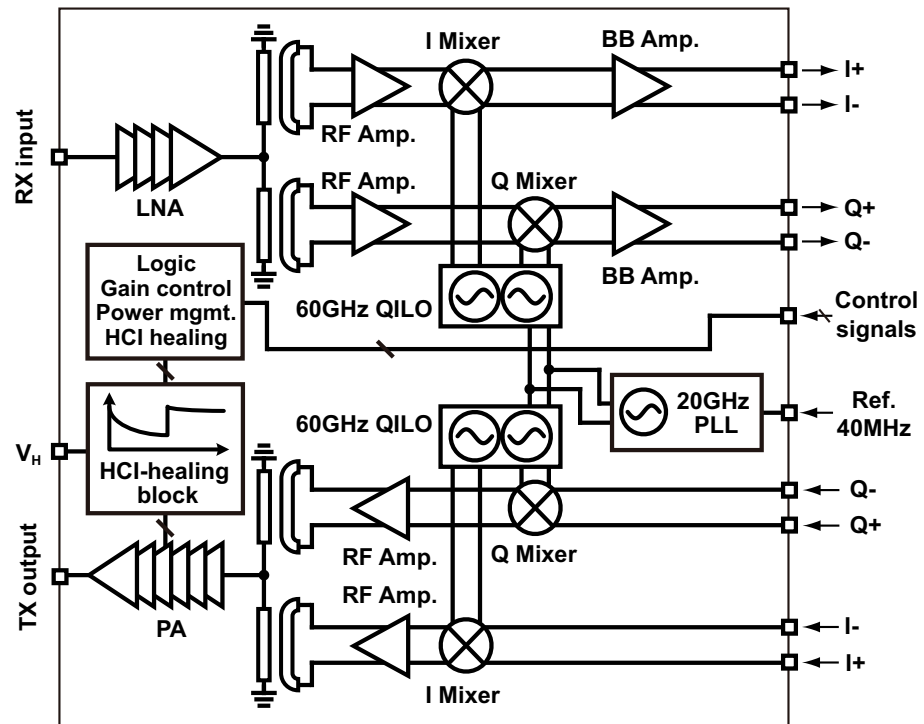 I Mixer
BB Amp.
I+
I-
RF Amp.
RX input
LNA
RF Amp.
Q Mixer
Q+
Q-
BB Amp.
Logic
Gain control
Power mgmt.
HCI healing
60GHz QILO
Control
signals
20GHz
PLL
Ref.
40MHz
60GHz QILO
VH
HCI-healing
block
Q-
Q+
RF Amp.
Q Mixer
TX output
PA
RF Amp.
I-
I+
I Mixer